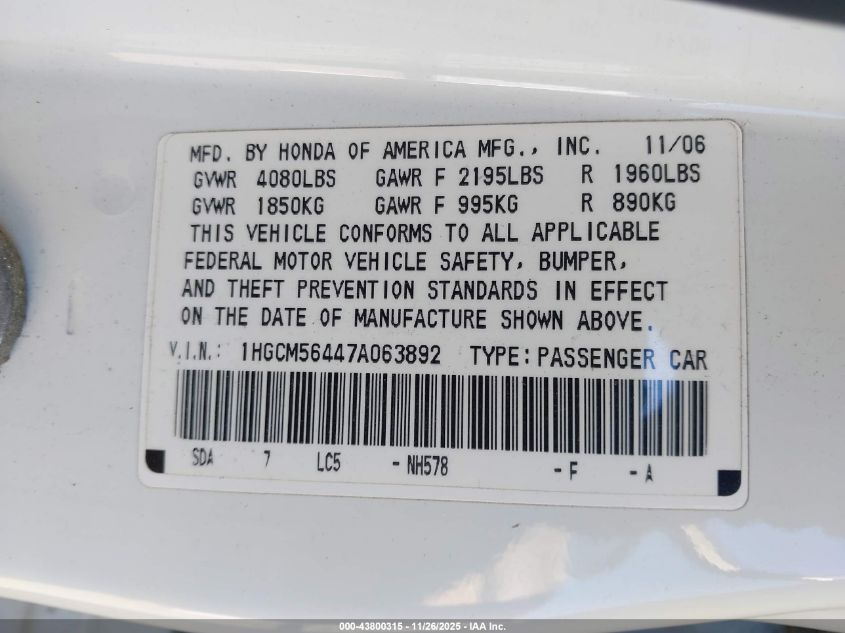 MFD. BY HONDA OF AMERICA MFG., INC. 11/06
GVWR 4080LBS GAWR F 2195LBS R 1960LBS
GVWR 1850KG GAWR F 995KG R 890KG
THIS VEHICLE CONFORMS TO ALL APPLICABLE
FEDERAL MOTOR VEHICLE SAFETY, BUMPER,
AND THEFT PREVENTION STANDARDS IN EFFECT
ON THE DATE OF MANUFACTURE SHOWN ABOVE.
V.I.N.: 1HGCM56447A063892 TYPE: PASSENGER CAR
SDA 7 LC5 -NH578 -F -A
000-43800315 - 11/26/2025 - IAA Inc.